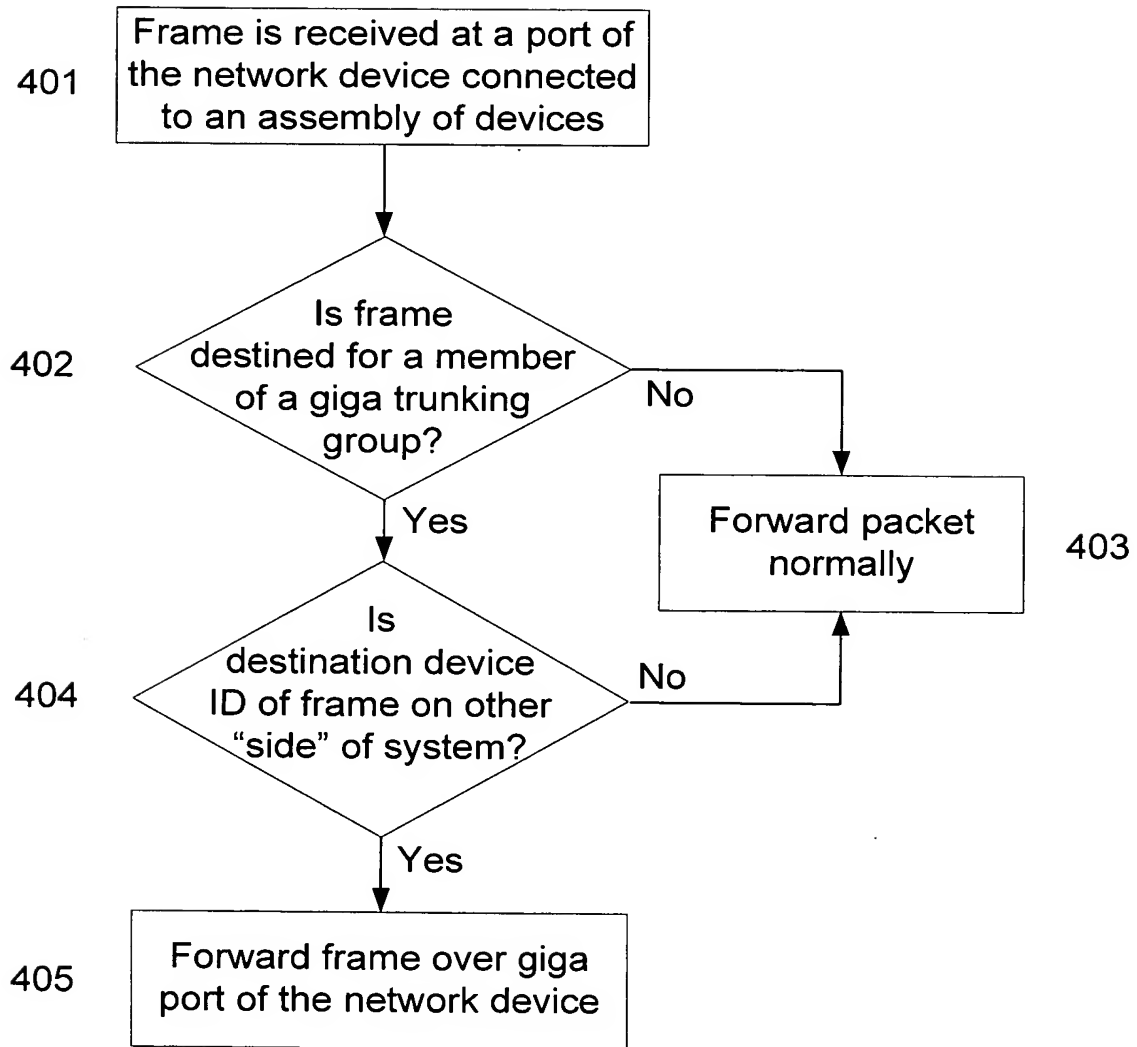 401
Frame is received at a port of
the network device connected
to an assembly of devices
402
Is frame
destined for a member
of a giga trunking
group?
No
Yes
Forward packet
normally
403
404
Is
destination device
ID of frame on other
“side” of system?
No
Yes
405
Forward frame over giga
port of the network device